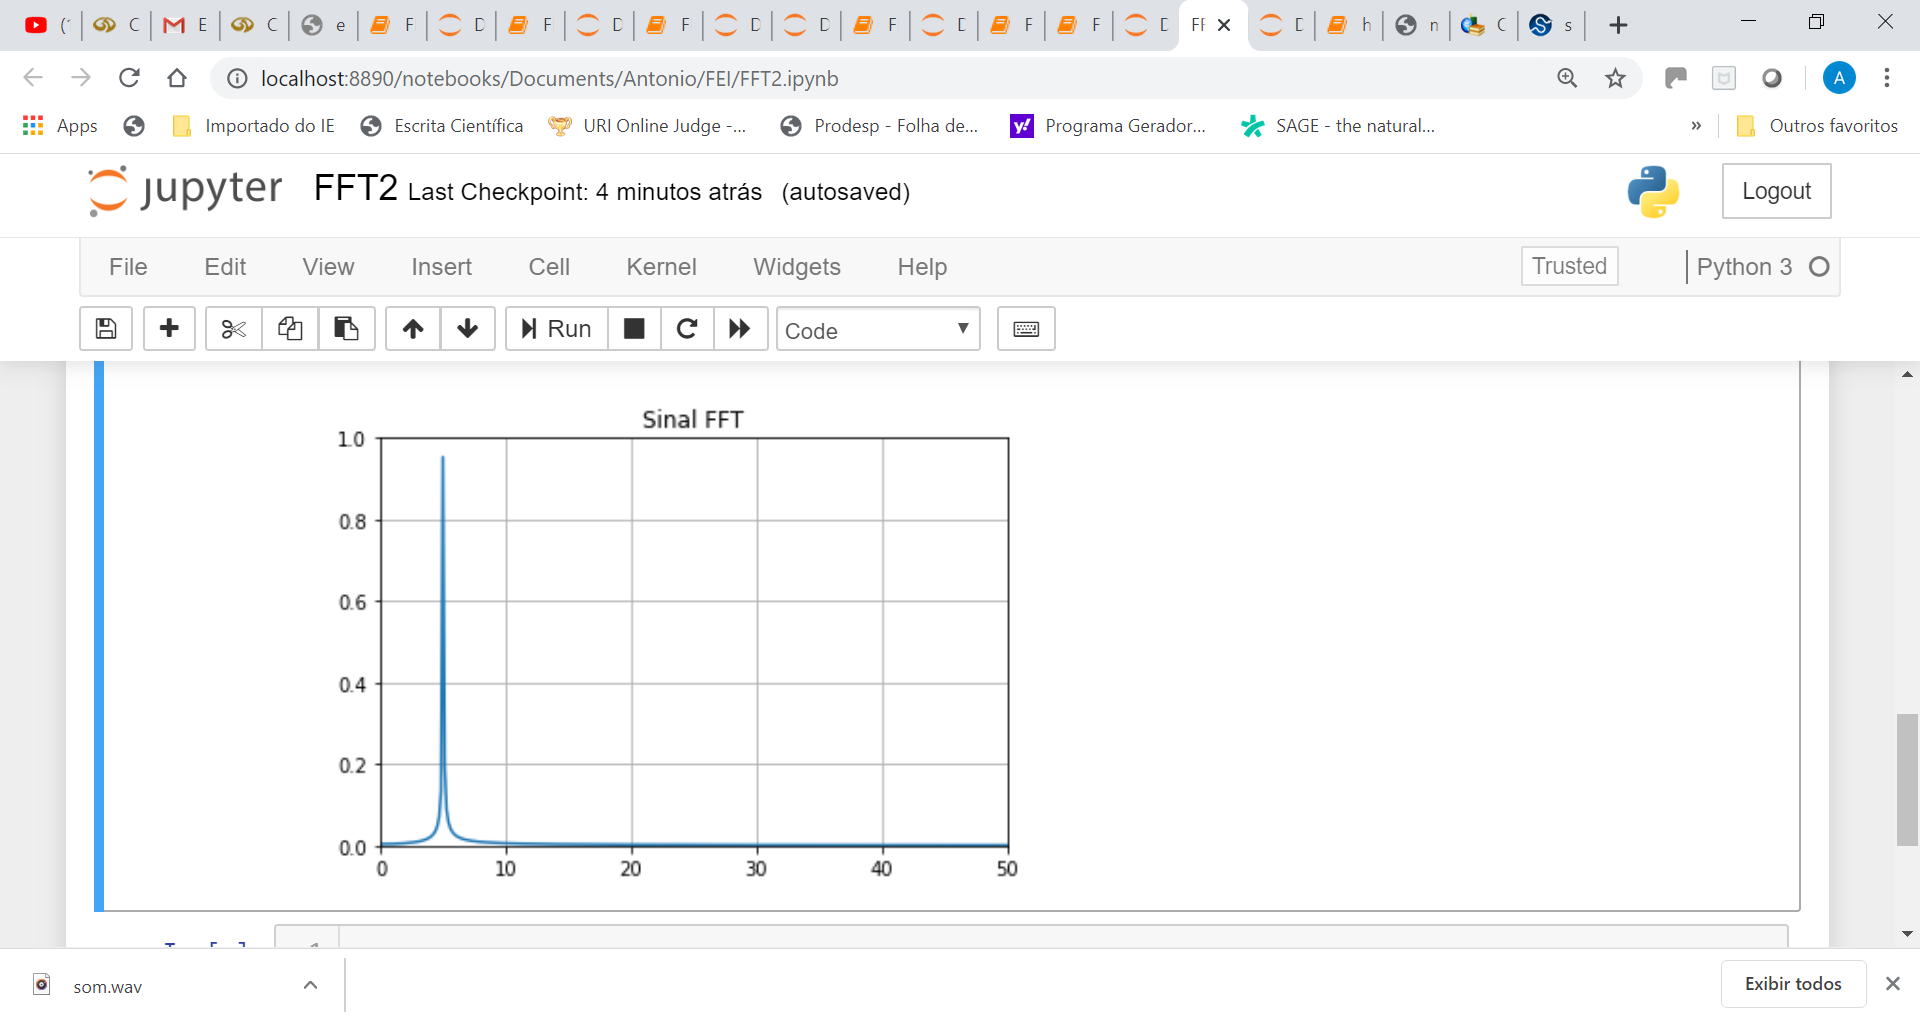 ( C E C e F D F D F D D F D F F D FF D h n C s
localhost:8890/notebooks/Documents/Antonio/FEI/FFT2.ipynb A
Apps Importado do IE Escrita Científica URI Online Judge -... Prodesp - Folha de... y! Programa Gerador... SAGE - the natural... » Outros favoritos
jupyter FFT2 Last Checkpoint: 4 minutos atrás (autosaved) Logout
File Edit View Insert Cell Kernel Widgets Help Trusted Python 3
Run Code
Sinal FFT
1.0
0.8
0.6
0.4
0.2
0.0
0 10 20 30 40 50
som.wav Exibir todos